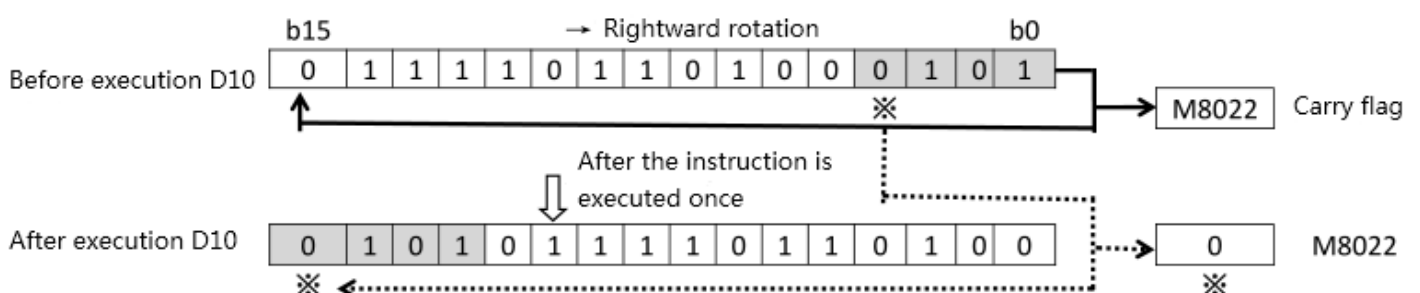 b15 → Rightward rotation b0
Before execution D10 0 1 1 1 1 0 1 1 0 1 0 0 0 1 0 1
※ M8022 Carry flag
After the instruction is
executed once
After execution D10 0 1 0 1 0 1 1 1 1 0 1 1 0 1 0 0 0 M8022
※ ※